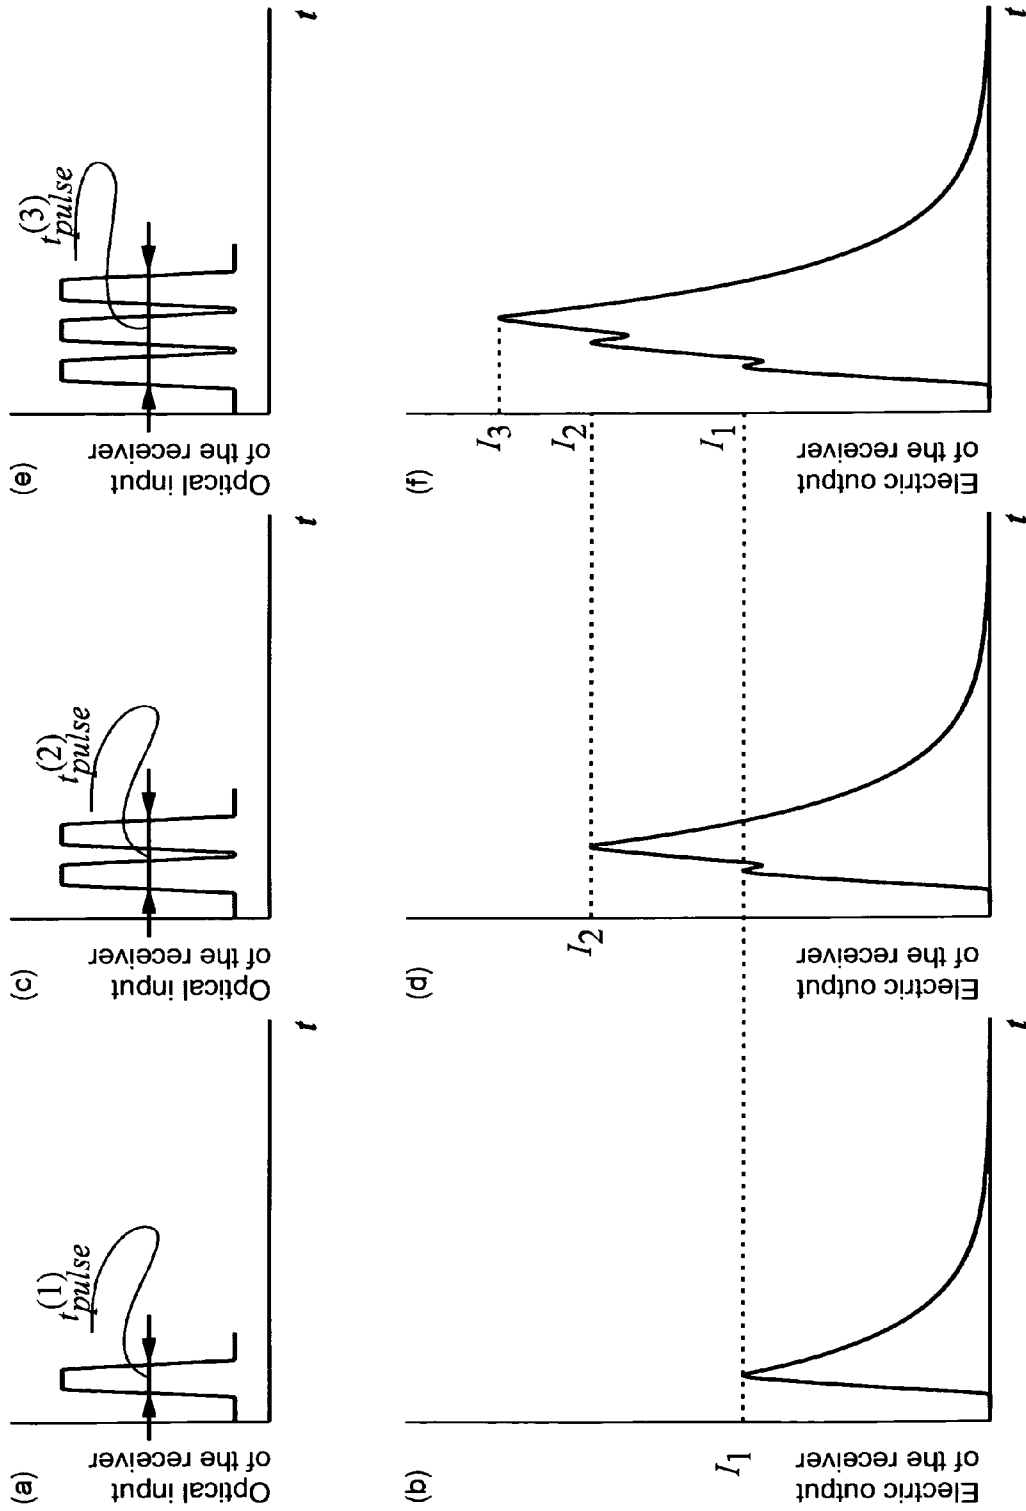 (a)
Optical input
of the receiver
t(1)pulse
t
(b)
Electric output
of the receiver
I1
t
(c)
Optical input
of the receiver
t(2)pulse
t
(d)
Electric output
of the receiver
I2
t
(e)
Optical input
of the receiver
t(3)pulse
t
(f)
Electric output
of the receiver
I3
I2
I1
t